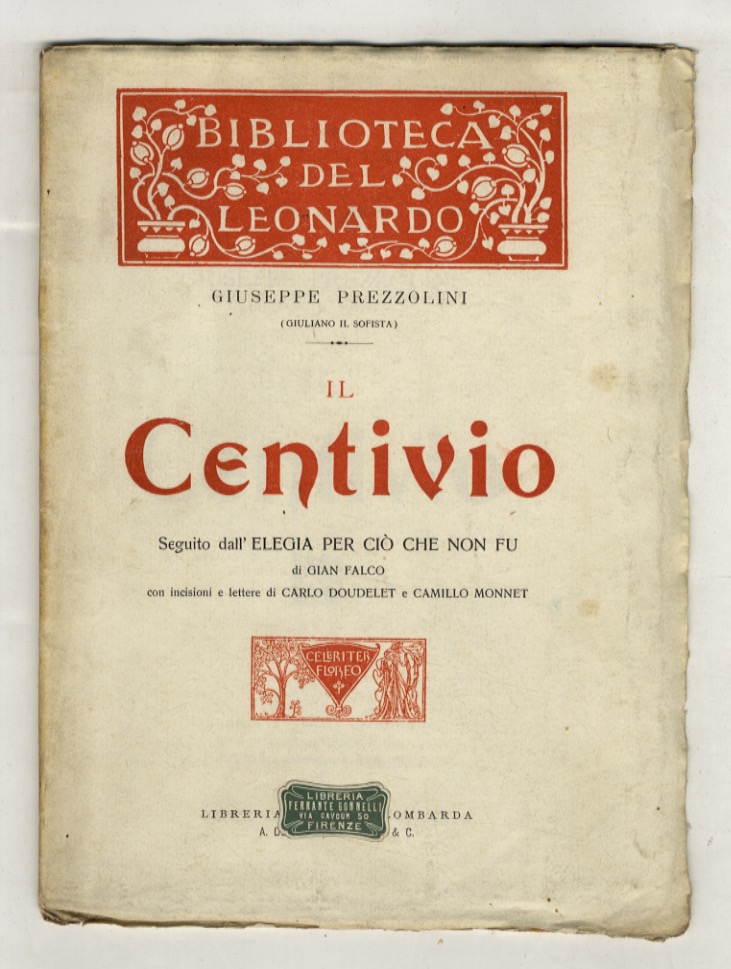 BIBLIOTECA
DEL
LEONARDO
GIUSEPPE PREZZOLINI
(GIULIANO IL SOFISTA)
IL
Centivio
Seguito dall' ELEGIA PER CIÒ CHE NON FU
di GIAN FALCO
con incisioni e lettere di CARLO DOUDELET e CAMILLO MONNET
CELERITER
FLOREO
LIBRERIA
FERRANTE GONNELLI
VIA CAVOUR 50
FIRENZE
LIBRERIA OMBARDA
A. & C.